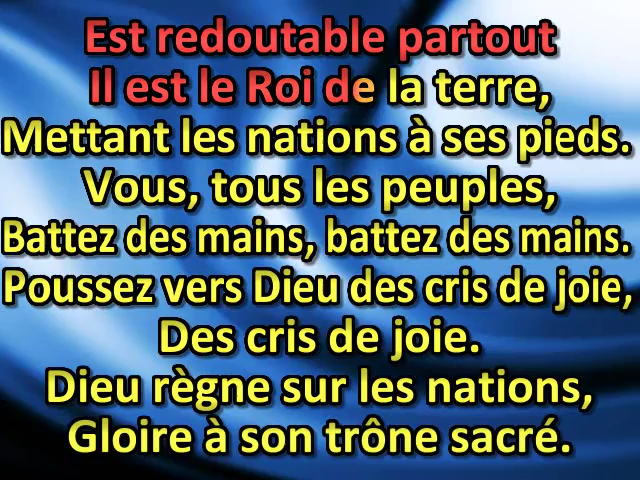 Est redoutable partout
Il est le Roi de la terre,
Mettant les nations à ses pieds.
Vous, tous les peuples,
Battez des mains, battez des mains.
Poussez vers Dieu des cris de joie,
Des cris de joie.
Dieu règne sur les nations,
Gloire à son trône sacré.